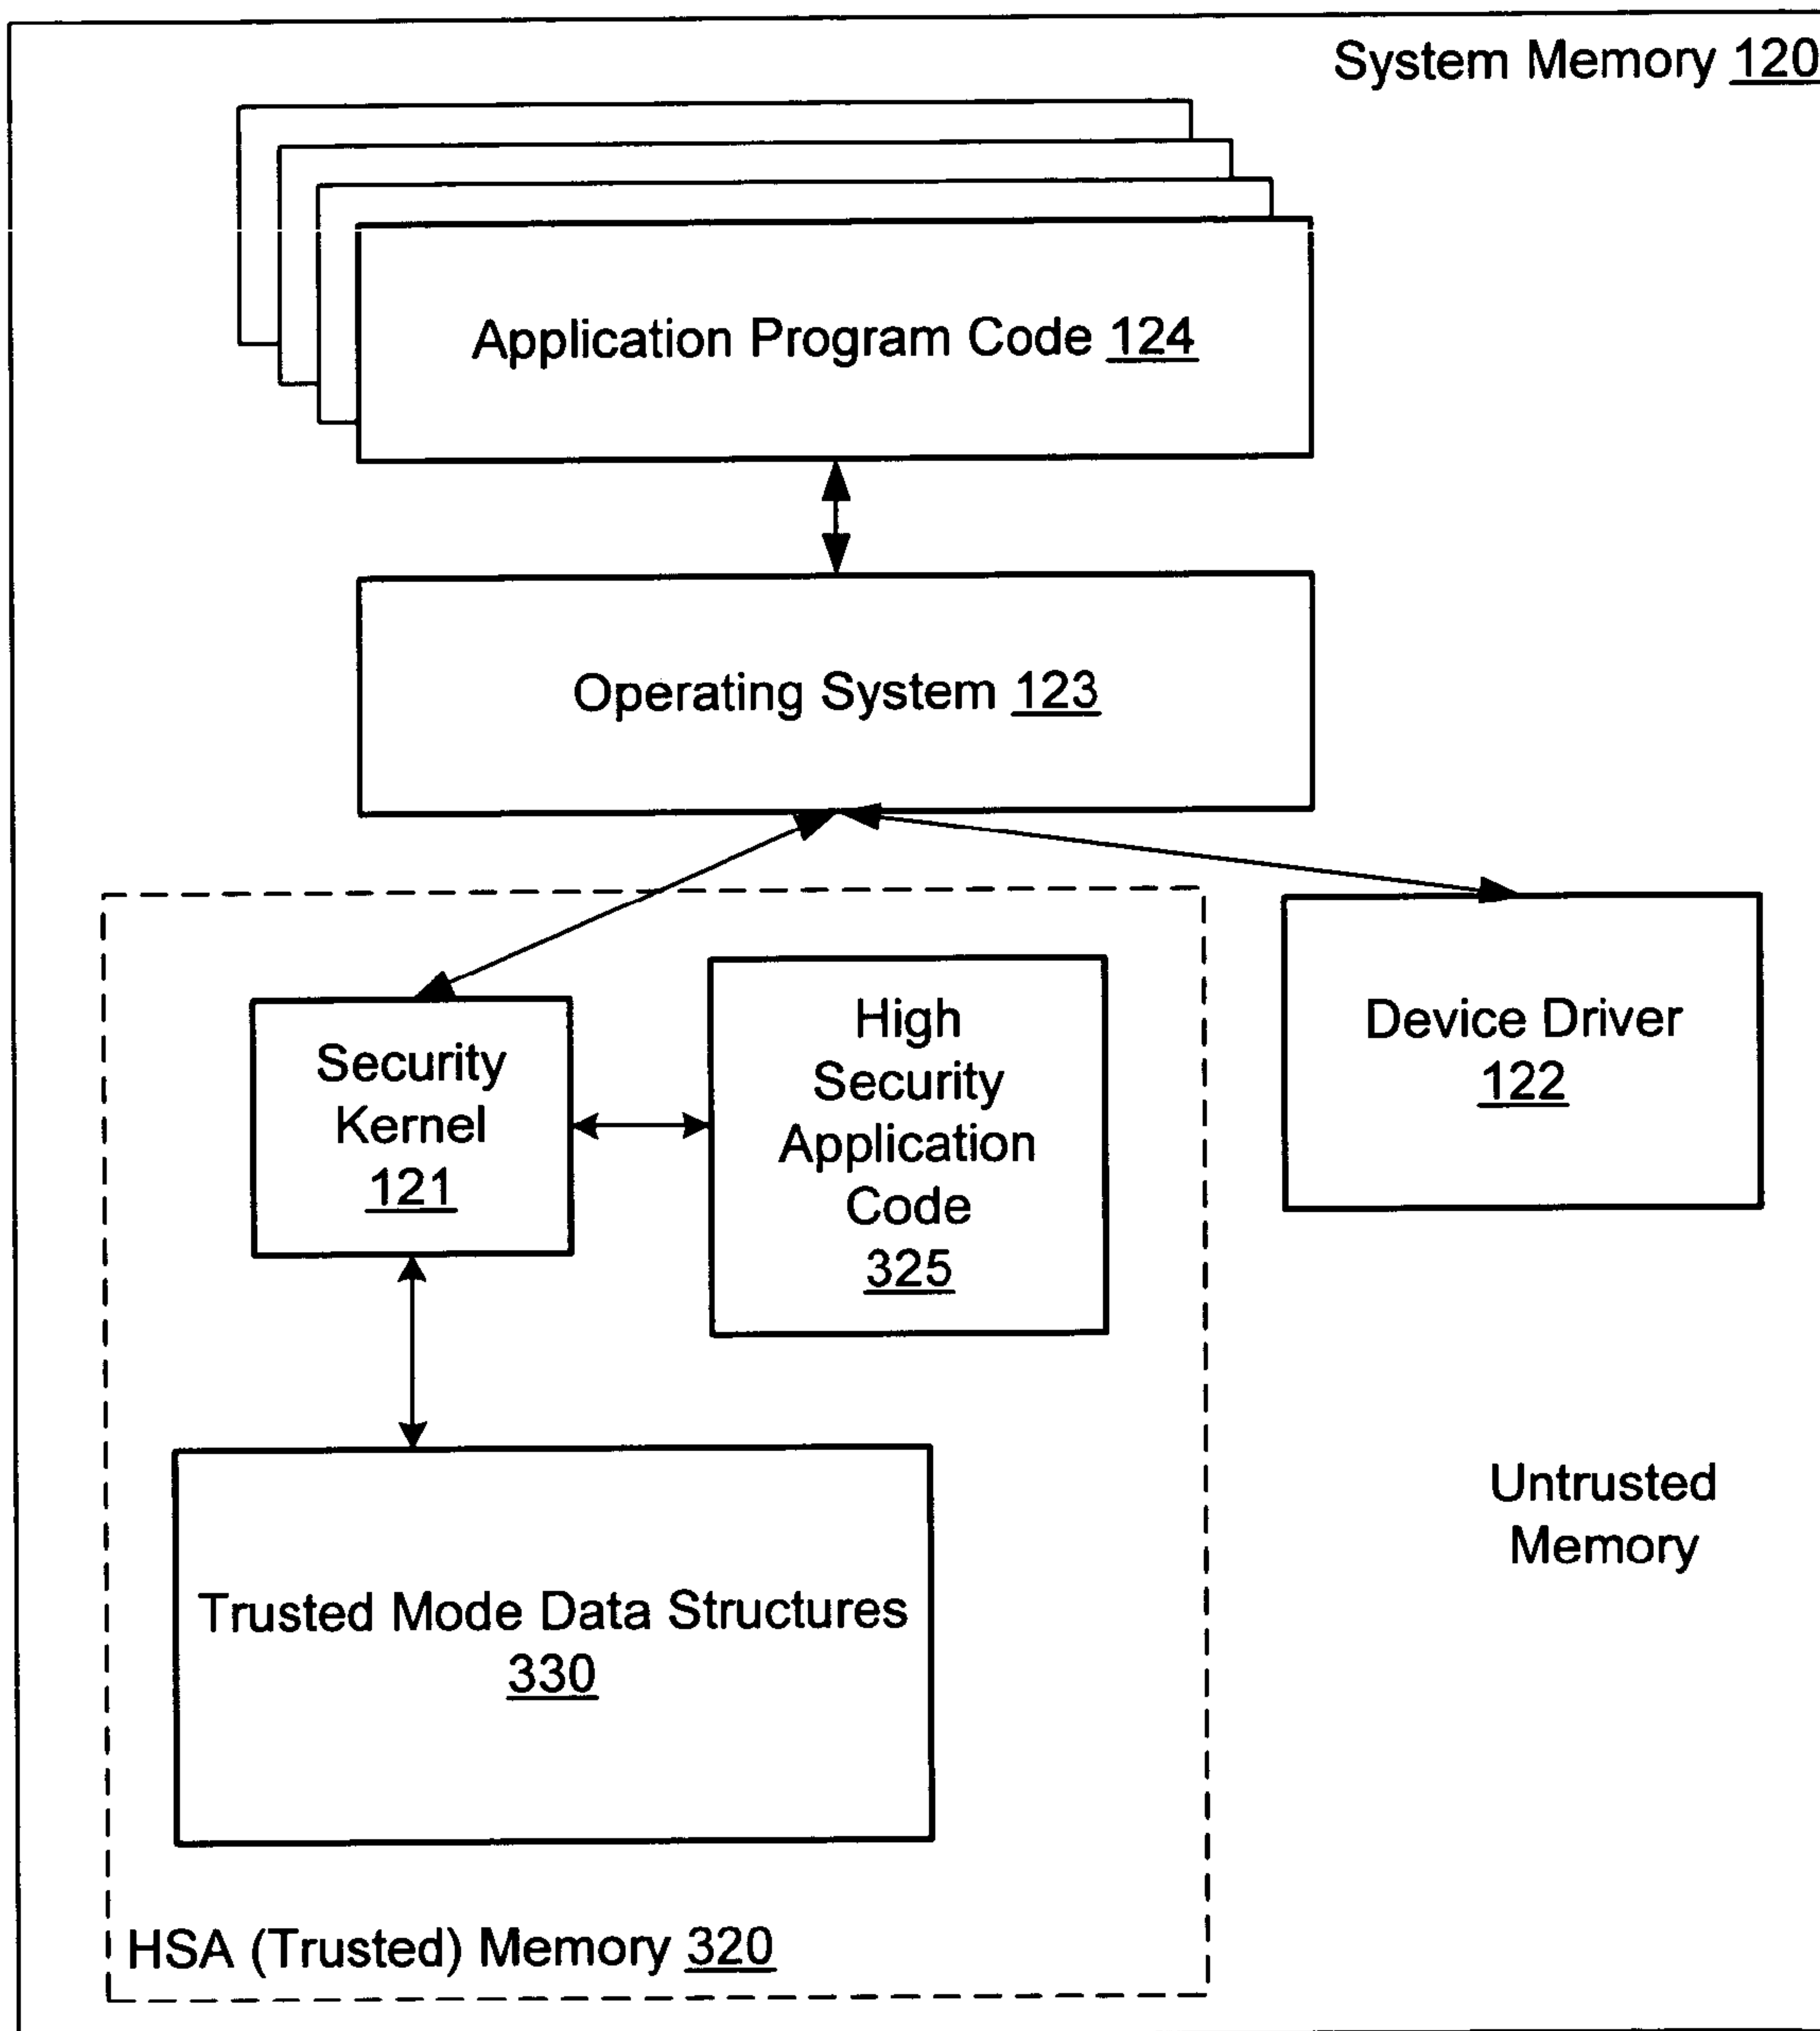 System Memory 120
Application Program Code 124
Operating System 123
Security
Kernel
121
High
Security
Application
Code
325
Device Driver
122
Trusted Mode Data Structures
330
Untrusted
Memory
HSA (Trusted) Memory 320